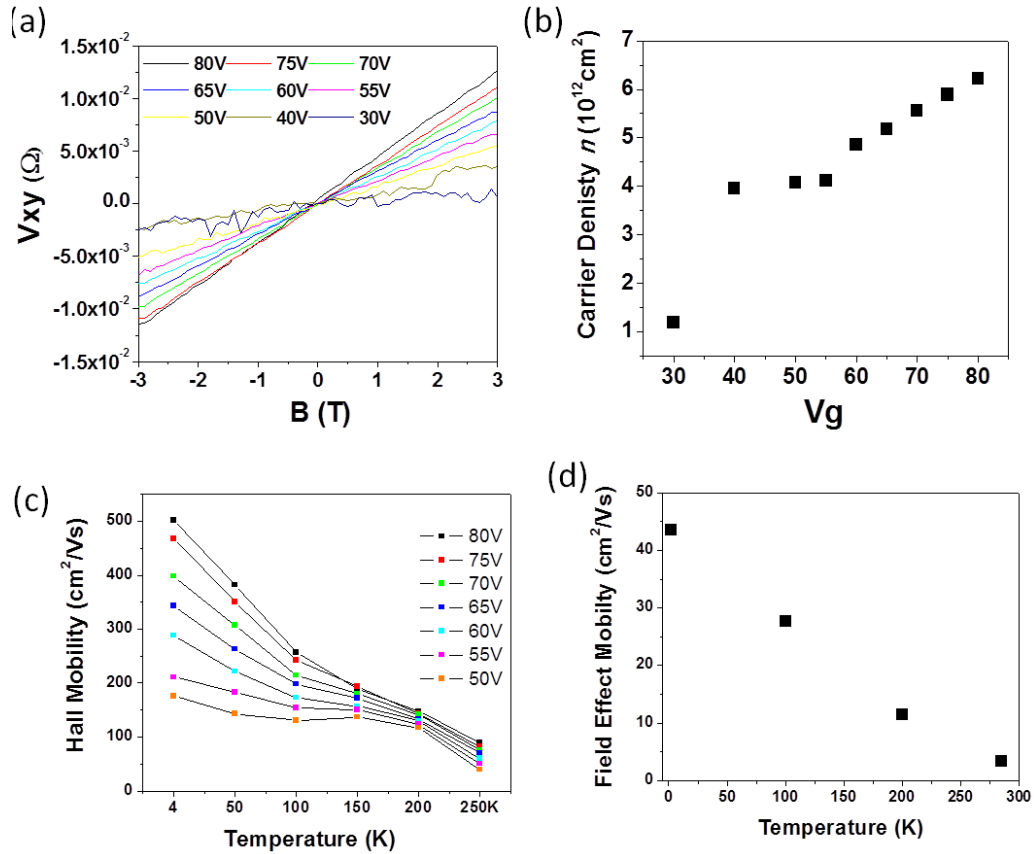 (a)
1.5x10-2
1.0x10-2
5.0x10-3
0.0
-5.0x10-3
-1.0x10-2
-1.5x10-2
Vxy (Ω)
80V 75V 70V
65V 60V 55V
50V 40V 30V
-3 -2 -1 0 1 2 3
B (T)
(b)
7
6
5
4
3
2
1
Carrier Denisty n (10^12cm^2)
30 40 50 60 70 80
Vg
(c)
500
400
300
200
100
0
Hall Mobility (cm^2/Vs)
80V
75V
70V
65V
60V
55V
50V
4 50 100 150 200 250K
Temperature (K)
(d)
50
40
30
20
10
0
Field Effect Mobilty (cm^2/Vs)
0 50 100 150 200 250 300
Temperature (K)